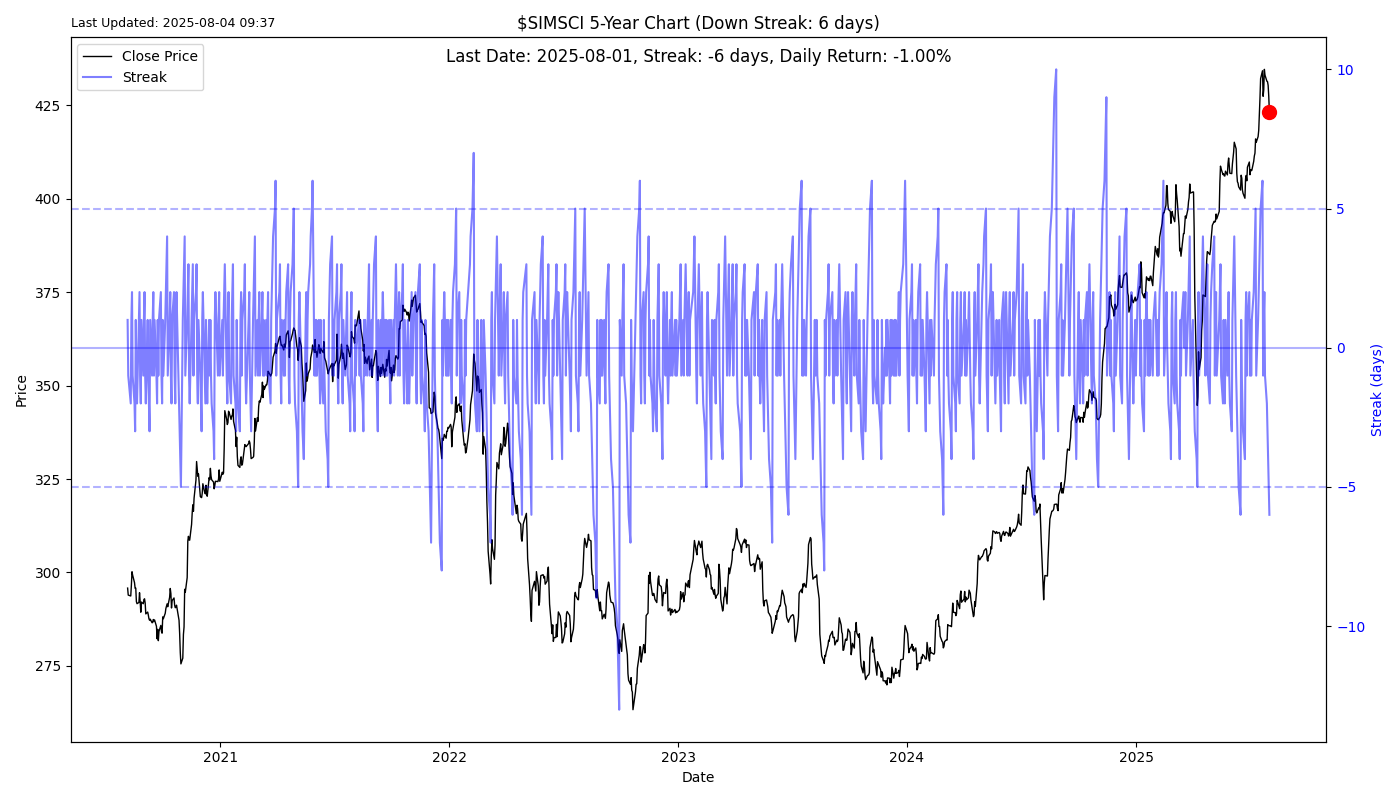 Last Updated: 2025-08-04 09:37
$SIMSCI 5-Year Chart (Down Streak: 6 days)
Last Date: 2025-08-01, Streak: -6 days, Daily Return: -1.00%
Close Price
Streak
425
400
375
350
325
300
275
Price
10
5
0
−5
−10
Streak (days)
2021
2022
2023
2024
2025
Date